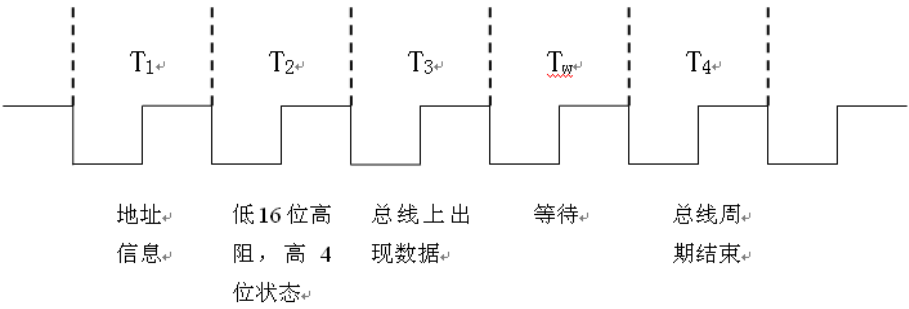 T1 T2 T3 Tw T4
地址 低16位高 总线上出 等待 总线周
信息 阻，高 4 现数据 期结束
位状态